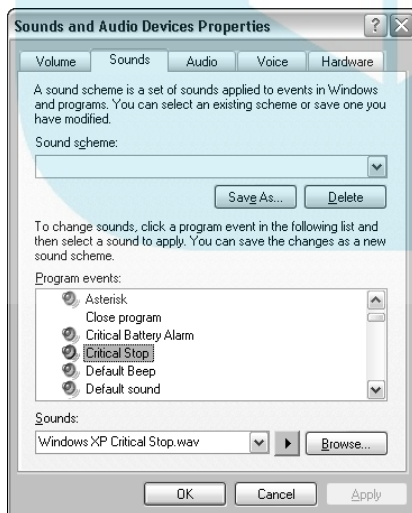 Sounds and Audio Devices Properties
Volume Sounds Audio Voice Hardware
A sound scheme is a set of sounds applied to events in Windows
and programs. You can select an existing scheme or save one you
have modified.
Sound scheme:
Save As... Delete
To change sounds, click a program event in the following list and
then select a sound to apply. You can save the changes as a new
sound scheme.
Program events:
Asterisk
Close program
Critical Battery Alarm
Critical Stop
Default Beep
Default sound
Sounds:
Windows XP Critical Stop.wav Browse...
OK Cancel Apply